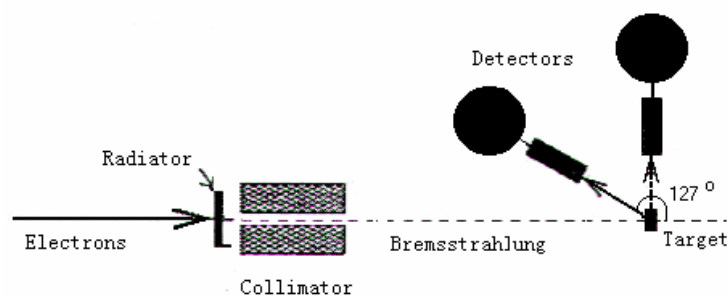 Detectors
Radiator
127 o
Electrons
Bremsstrahlung
Target
Collimator